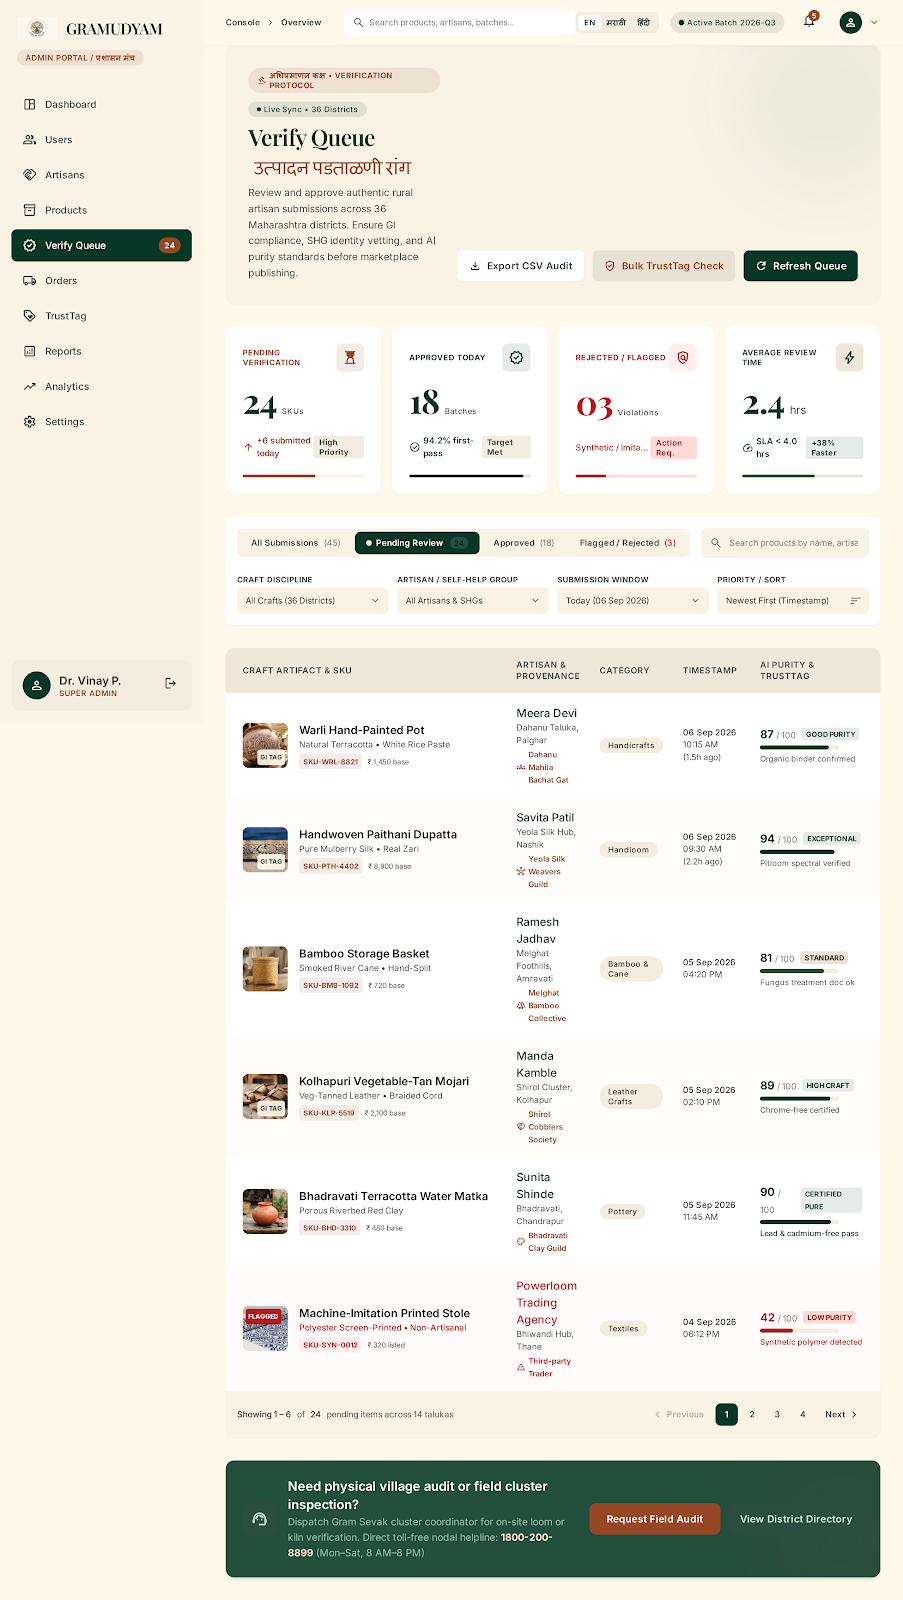 GRAMUDYAM
ADMIN PORTAL / प्रशासन मंच
Dashboard
Users
Artisans
Products
Verify Queue 24
Orders
TrustTag
Reports
Analytics
Settings
Dr. Vinay P.
SUPER ADMIN
Console > Overview
Search products, artisans, batches...
EN मराठी हिंदी
Active Batch 2026-Q3
5
अधिप्रमाणन कक्ष • VERIFICATION
PROTOCOL
Live Sync • 36 Districts
Verify Queue
उत्पादन पडताळणी रांग
Review and approve authentic rural
artisan submissions across 36
Maharashtra districts. Ensure GI
compliance, SHG identity vetting, and AI
purity standards before marketplace
publishing.
Export CSV Audit
Bulk TrustTag Check
Refresh Queue
PENDING
VERIFICATION
24 SKUs
+6 submitted
today
High
Priority
APPROVED TODAY
18 Batches
94.2% first-
pass
Target
Met
REJECTED / FLAGGED
03 Violations
Synthetic / Imita...
Action
Req.
AVERAGE REVIEW
TIME
2.4 hrs
SLA < 4.0
hrs
+38%
Faster
All Submissions (45)
Pending Review 24
Approved (18)
Flagged / Rejected (3)
Search products by name, artisa
CRAFT DISCIPLINE
All Crafts (36 Districts)
ARTISAN / SELF-HELP GROUP
All Artisans & SHGs
SUBMISSION WINDOW
Today (06 Sep 2026)
PRIORITY / SORT
Newest First (Timestamp)
CRAFT ARTIFACT & SKU
ARTISAN &
PROVENANCE
CATEGORY
TIMESTAMP
AI PURITY &
TRUSTTAG
GI TAG
Warli Hand-Painted Pot
Natural Terracotta • White Rice Paste
SKU-WRL-8821 ₹ 1,450 base
Meera Devi
Dahanu Taluka,
Palghar
Dahanu
Mahila
Bachat Gat
Handicrafts
06 Sep 2026
10:15 AM
(1.5h ago)
87 / 100 GOOD PURITY
Organic binder confirmed
GI TAG
Handwoven Paithani Dupatta
Pure Mulberry Silk • Real Zari
SKU-PTH-4402 ₹ 8,900 base
Savita Patil
Yeola Silk Hub,
Nashik
Yeola Silk
Weavers
Guild
Handloom
06 Sep 2026
09:30 AM
(2.2h ago)
94 / 100 EXCEPTIONAL
Pitloom spectral verified
Bamboo Storage Basket
Smoked River Cane • Hand-Split
SKU-BMB-1092 ₹ 720 base
Ramesh
Jadhav
Melghat
Foothills,
Amravati
Melghat
Bamboo
Collective
Bamboo &
Cane
05 Sep 2026
04:20 PM
81 / 100 STANDARD
Fungus treatment doc ok
GI TAG
Kolhapuri Vegetable-Tan Mojari
Veg-Tanned Leather • Braided Cord
SKU-KLP-5519 ₹ 2,100 base
Manda
Kamble
Shirol Cluster,
Kolhapur
Shirol
Cobblers
Society
Leather
Crafts
05 Sep 2026
02:10 PM
89 / 100 HIGH CRAFT
Chrome-free certified
Bhadravati Terracotta Water Matka
Porous Riverbed Red Clay
SKU-BHD-3310 ₹ 480 base
Sunita
Shinde
Bhadravati,
Chandrapur
Bhadravati
Clay Guild
Pottery
05 Sep 2026
11:45 AM
90 /
100
CERTIFIED
PURE
Lead & cadmium-free pass
FLAGGED
Machine-Imitation Printed Stole
Polyester Screen-Printed • Non-Artisanal
SKU-SYN-0012 ₹ 320 listed
Powerloom
Trading
Agency
Bhiwandi Hub,
Thane
Third-party
Trader
Textiles
04 Sep 2026
06:12 PM
42 / 100 LOW PURITY
Synthetic polymer detected
Showing 1 – 6 of 24 pending items across 14 talukas
Previous 1 2 3 4 Next
Need physical village audit or field cluster
inspection?
Dispatch Gram Sevak cluster coordinator for on-site loom or
kiln verification. Direct toll-free nodal helpline: 1800-200-
8899 (Mon–Sat, 8 AM–8 PM)
Request Field Audit
View District Directory